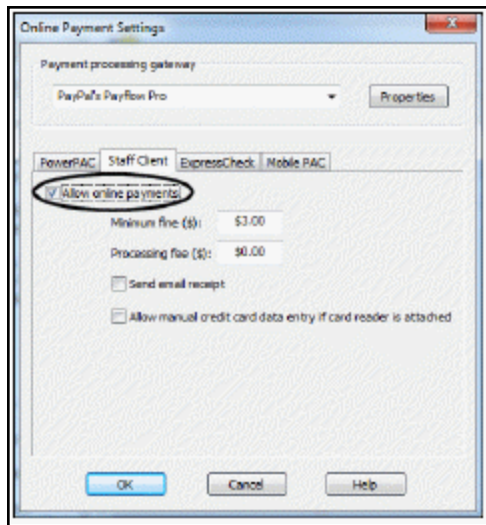 Online Payment Settings
Payment processing gateway
PayPal's Payflow Pro
Properties
PowerPAC Staff Client ExpressCheck Mobile PAC
Allow online payments
Minimum fine ($): $3.00
Processing fee ($): $0.00
Send email receipt
Allow manual credit card data entry if card reader is attached
OK Cancel Help